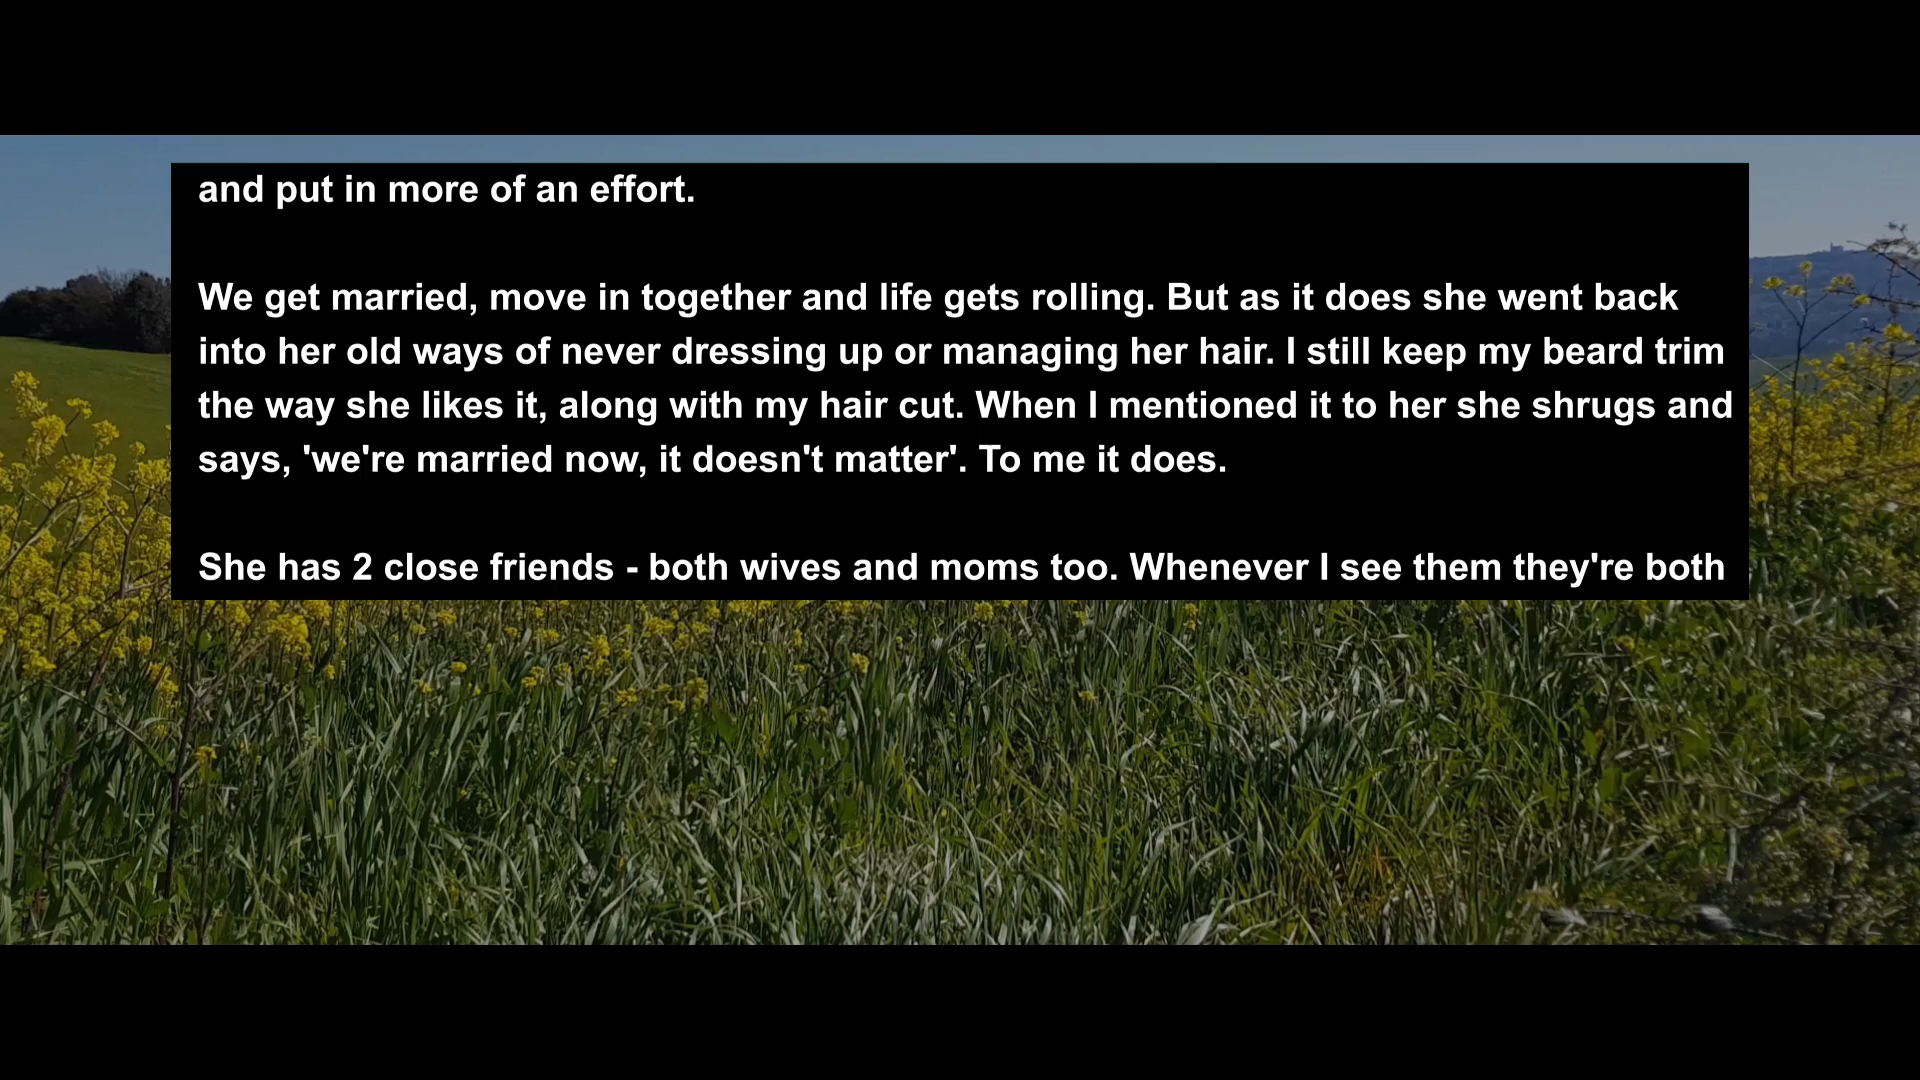 and put in more of an effort.
We get married, move in together and life gets rolling. But as it does she went back
into her old ways of never dressing up or managing her hair. I still keep my beard trim
the way she likes it, along with my hair cut. When I mentioned it to her she shrugs and
says, 'we're married now, it doesn't matter'. To me it does.
She has 2 close friends - both wives and moms too. Whenever I see them they're both